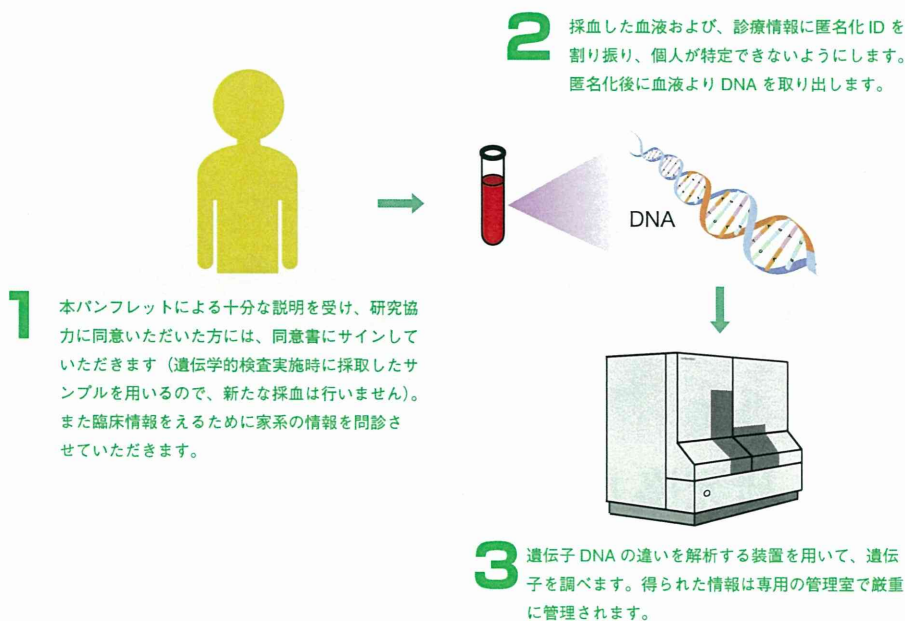 1
本パンフレットによる十分な説明を受け、研究協
力に同意いただいた方には、同意書にサインして
いただきます（遺伝学的検査実施時に採取したサ
ンプルを用いるので、新たな採血は行いません）。
また臨床情報をえるために家系の情報を問診さ
せていただきます。
2
採血した血液および、診療情報に匿名化 ID を
割り振り、個人が特定できないようにします。
匿名化後に血液より DNA を取り出します。
DNA
3
遺伝子 DNA の違いを解析する装置を用いて、遺伝
子を調べます。得られた情報は専用の管理室で厳重
に管理されます。